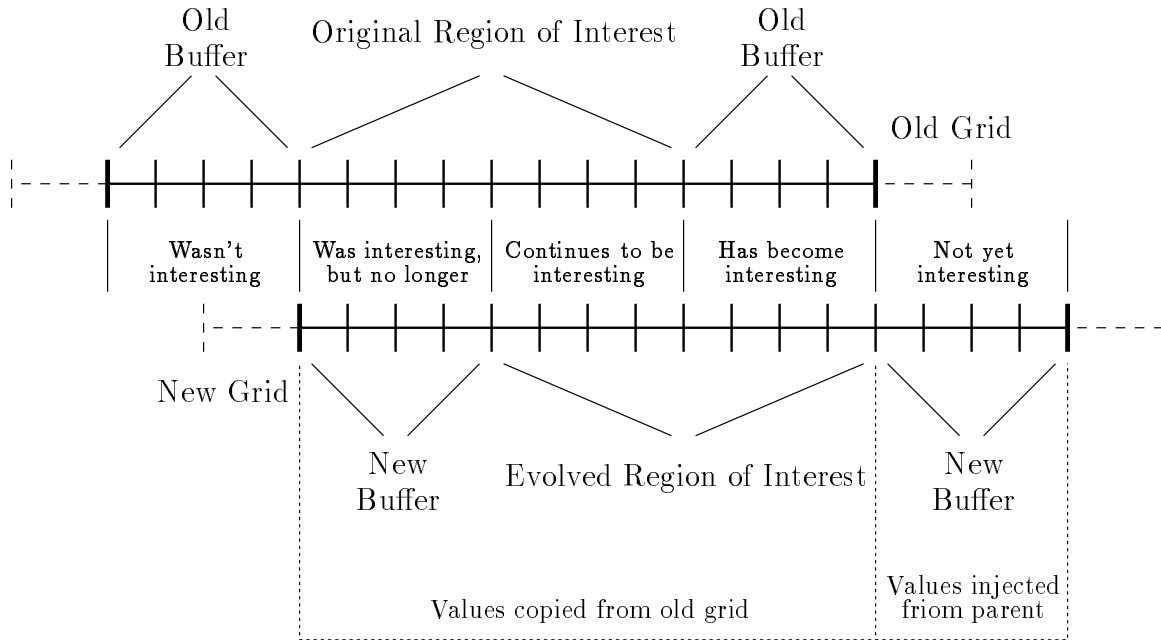 Old
Buffer
Original Region of Interest
Old
Buffer
Old Grid
Wasn't
interesting
Was interesting,
but no longer
Continues to be
interesting
Has become
interesting
Not yet
interesting
New Grid
New
Buffer
Evolved Region of Interest
New
Buffer
Values copied from old grid
Values injected
friom parent